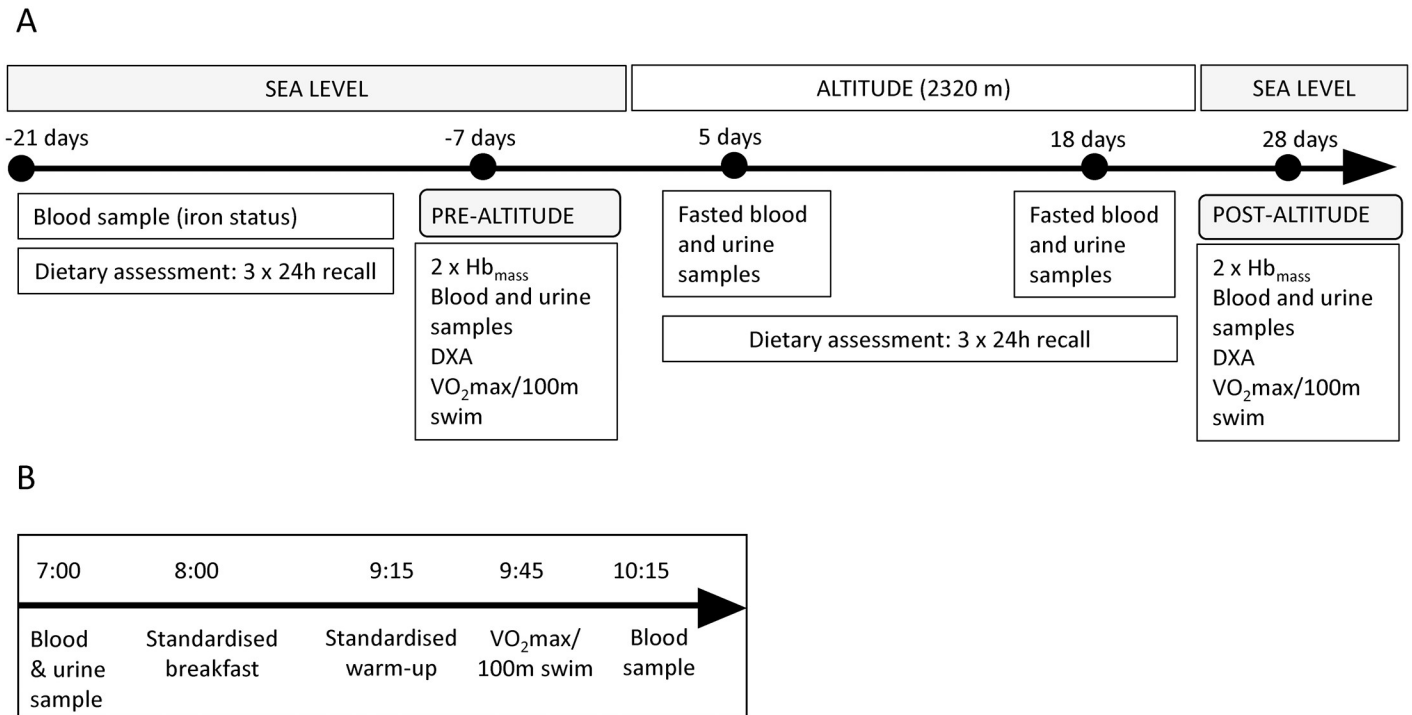 A
SEA LEVEL
ALTITUDE (2320 m)
SEA LEVEL
-21 days
-7 days
5 days
18 days
28 days
Blood sample (iron status)
Dietary assessment: 3 x 24h recall
PRE-ALTITUDE
2 x Hbmass
Blood and urine
samples
DXA
VO2max/100m
swim
Fasted blood
and urine
samples
Fasted blood
and urine
samples
Dietary assessment: 3 x 24h recall
POST-ALTITUDE
2 x Hbmass
Blood and urine
samples
DXA
VO2max/100m
swim
B
7:00
8:00
9:15
9:45
10:15
Blood
& urine
sample
Standardised
breakfast
Standardised
warm-up
VO2max/
100m swim
Blood
sample